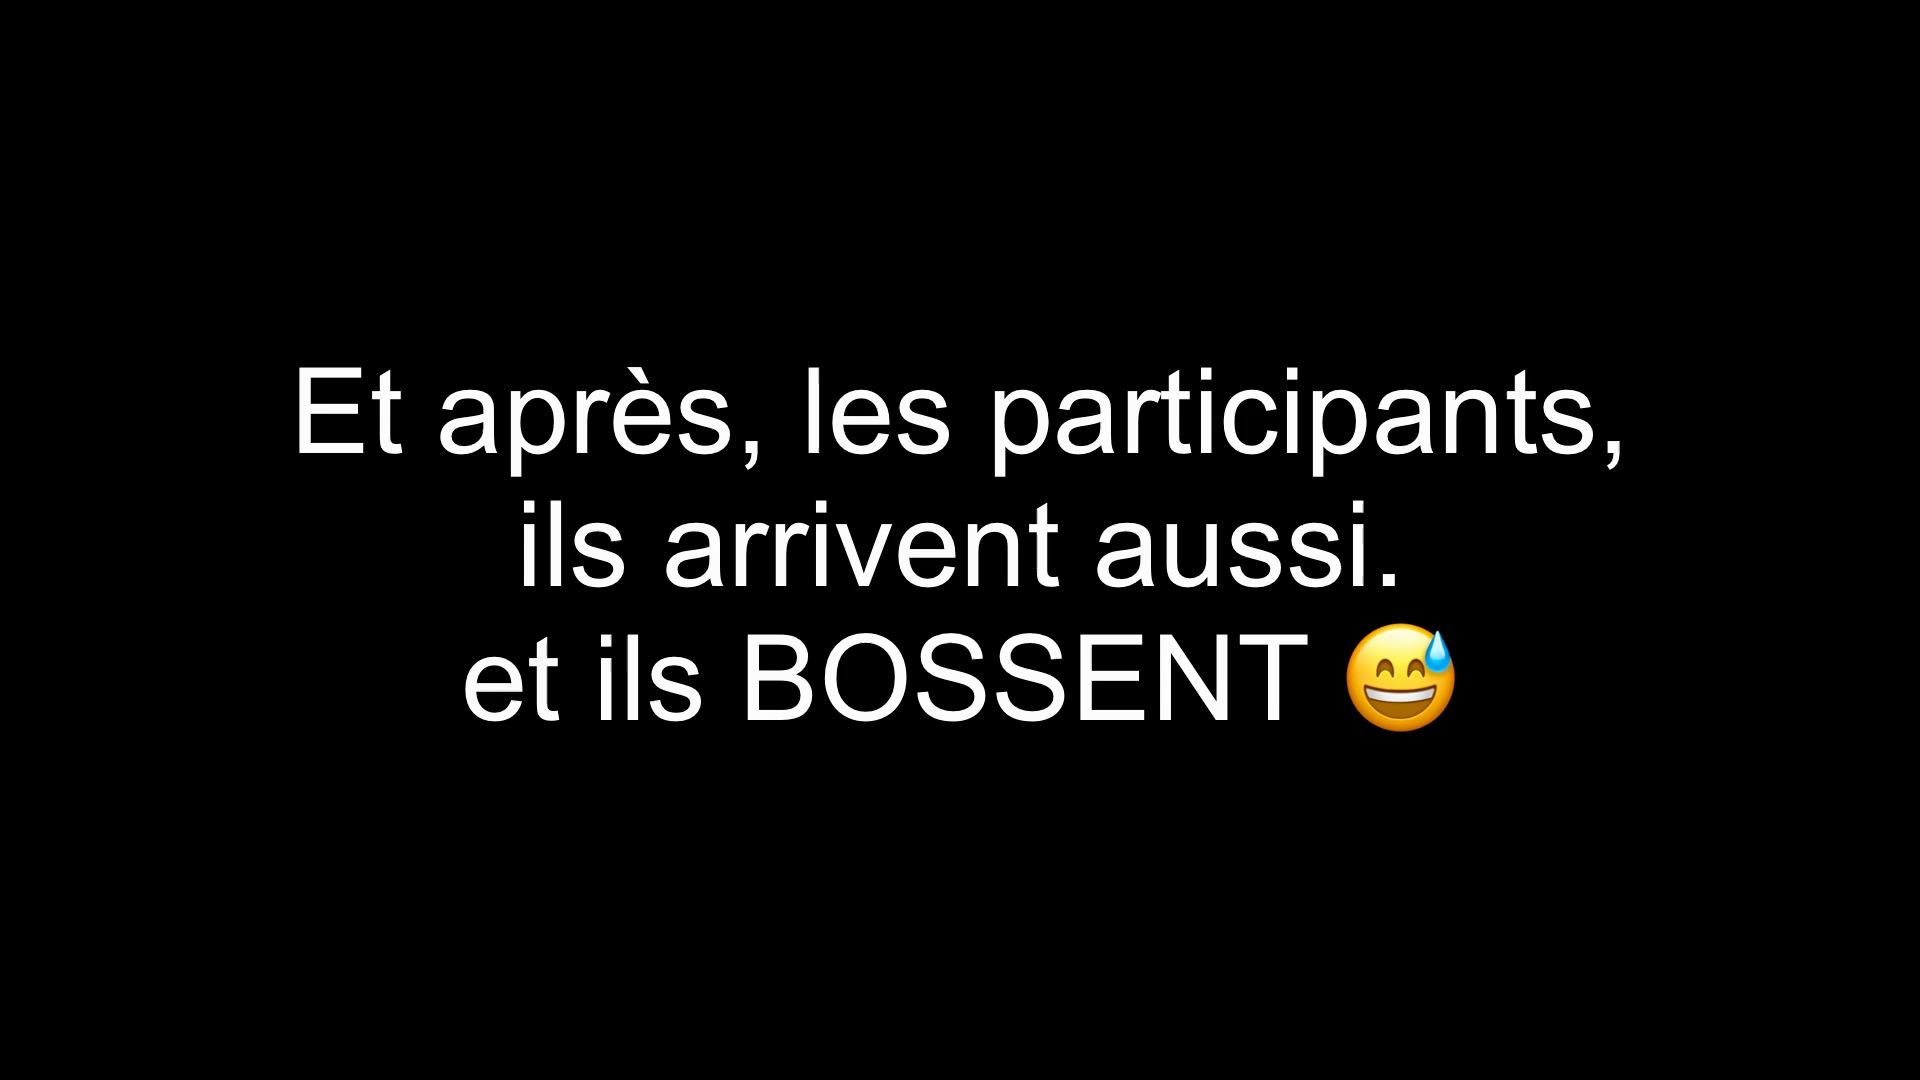 Et après, les participants,
ils arrivent aussi.
et ils BOSSENT 😅